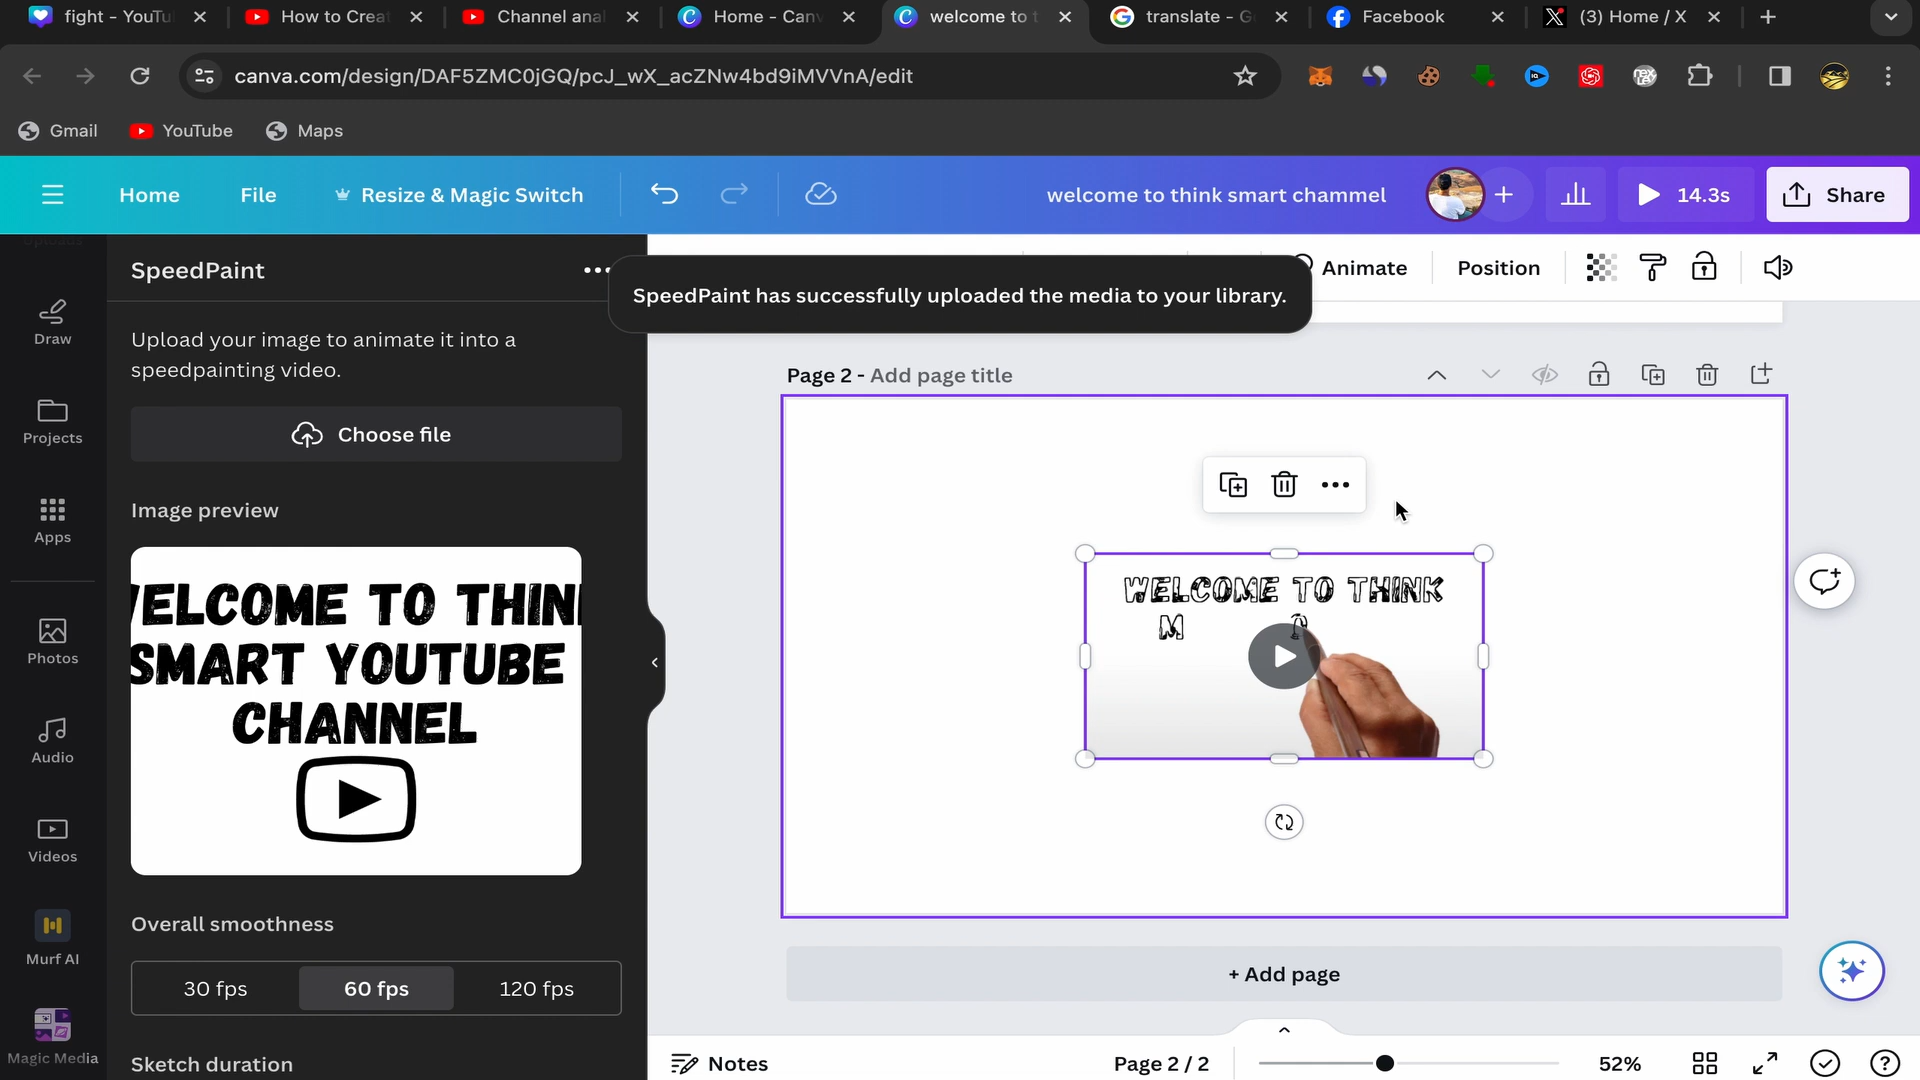 fight - YouTu
How to Creat
Channel anal
Home - Canv
welcome to t
translate - G
Facebook
(3) Home / X
canva.com/design/DAF5ZMC0jGQ/pcJ_wX_acZNw4bd9iMVVnA/edit
Gmail
YouTube
Maps
Home
File
Resize & Magic Switch
welcome to think smart chammel
14.3s
Share
Uploads
Draw
Projects
Apps
Photos
Audio
Videos
Murf AI
Magic Media
SpeedPaint
Upload your image to animate it into a
speedpainting video.
Choose file
Image preview
WELCOME TO THIN
SMART YOUTUBE
CHANNEL
Overall smoothness
30 fps
60 fps
120 fps
Sketch duration
SpeedPaint has successfully uploaded the media to your library.
Animate
Position
Page 2 - Add page title
WELCOME TO THINK
M
+ Add page
Notes
Page 2 / 2
52%